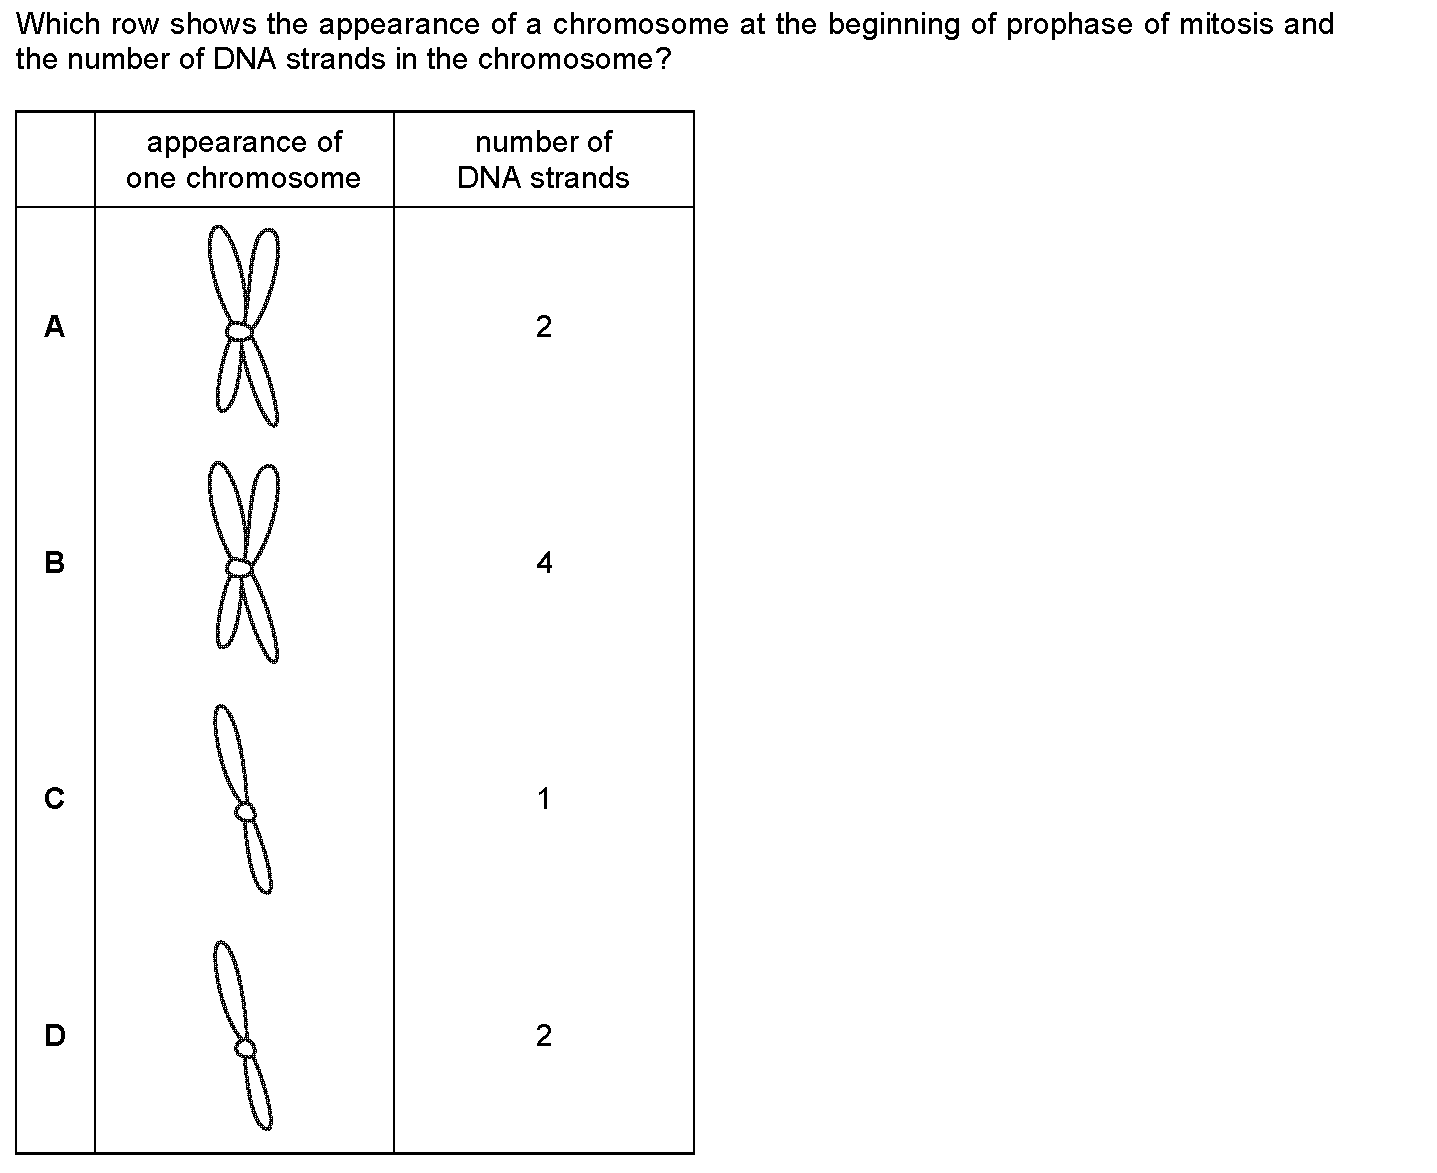 Which row shows the appearance of a chromosome at the beginning of prophase of mitosis and
the number of DNA strands in the chromosome?
appearance of
one chromosome
number of
DNA strands
A 2
B 4
C 1
D 2